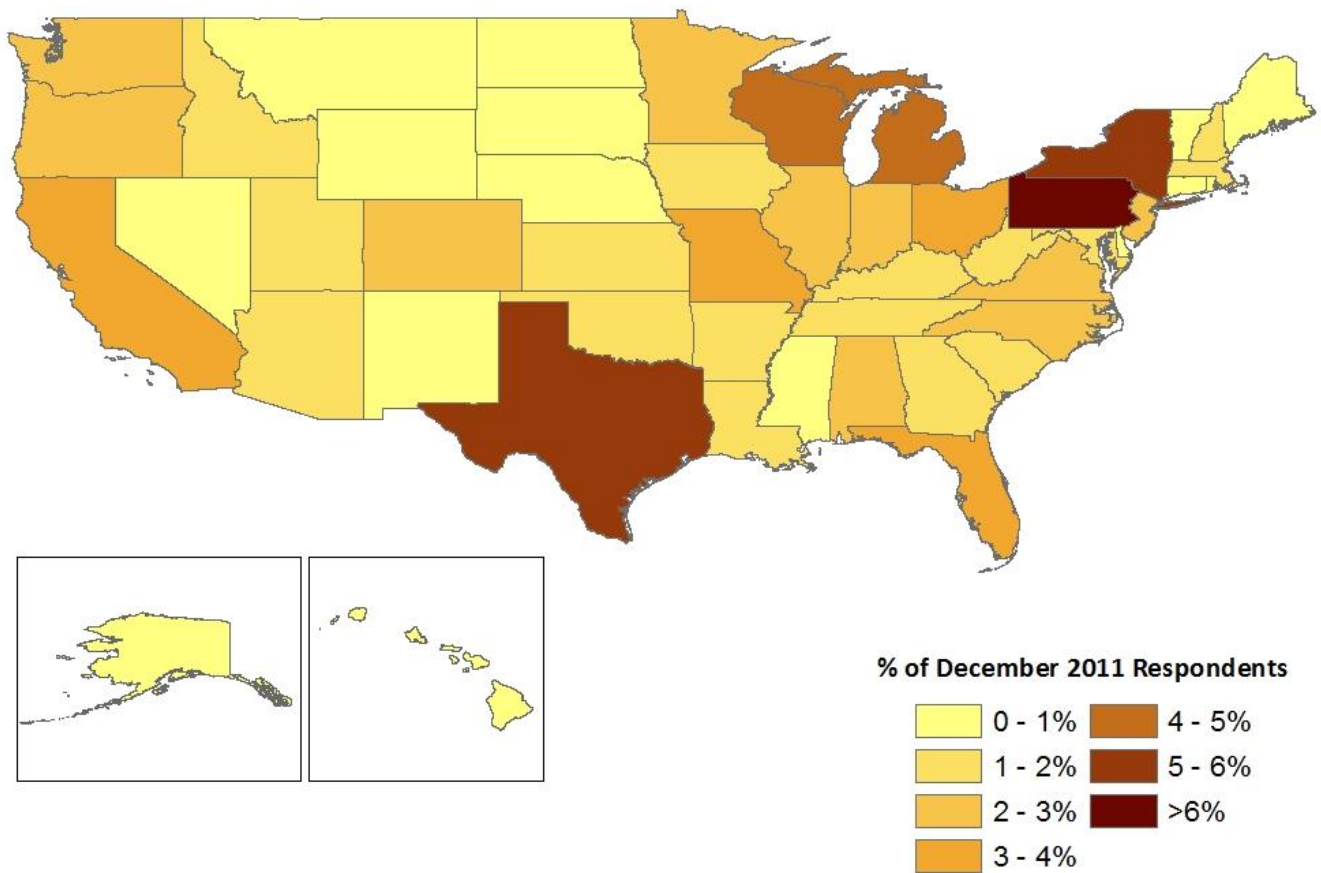 % of December 2011 Respondents
0 - 1%
1 - 2%
2 - 3%
3 - 4%
4 - 5%
5 - 6%
>6%